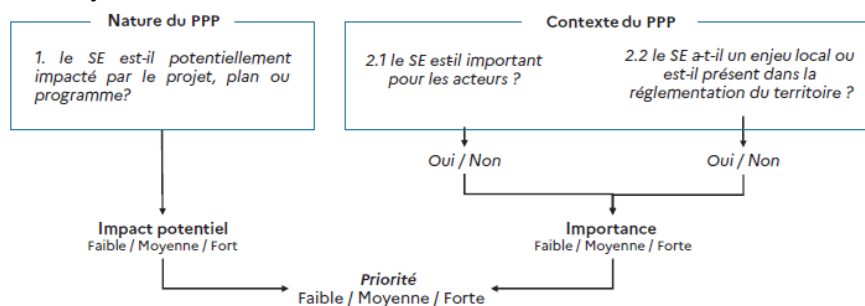 Nature du PPP
1. le SE est-il potentiellement
impacté par le projet, plan ou
programme?
Contexte du PPP
2.1 le SE est-il important
pour les acteurs ?
2.2 le SE a-t-il un enjeu local ou
est-il présent dans la
réglementation du territoire ?
Oui / Non
Oui / Non
Impact potentiel
Faible / Moyenne / Fort
Importance
Faible / Moyenne / Forte
Priorité
Faible / Moyenne / Forte